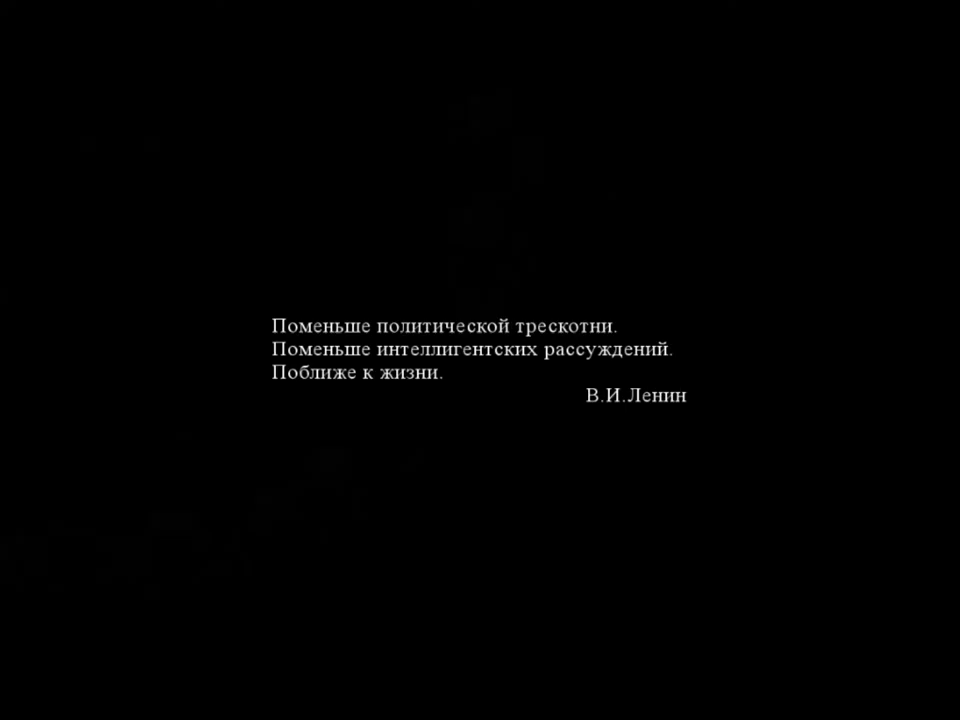 Поменьше политической трескотни.
Поменьше интеллигентских рассуждений.
Поближе к жизни.
В.И.Ленин